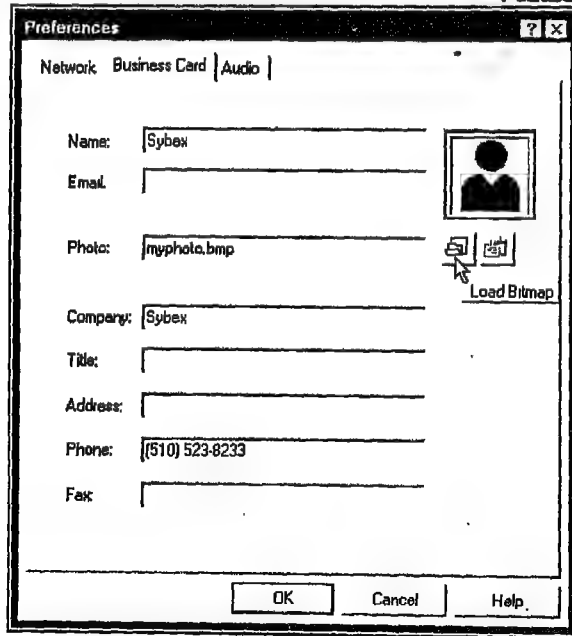 Preferences
Network Business Card Audio
Name: Sybex
Email:
Photo: myphoto.bmp
Load Bitmap
Company: Sybex
Title:
Address:
Phone: (510) 523-8233
Fax:
OK Cancel Help